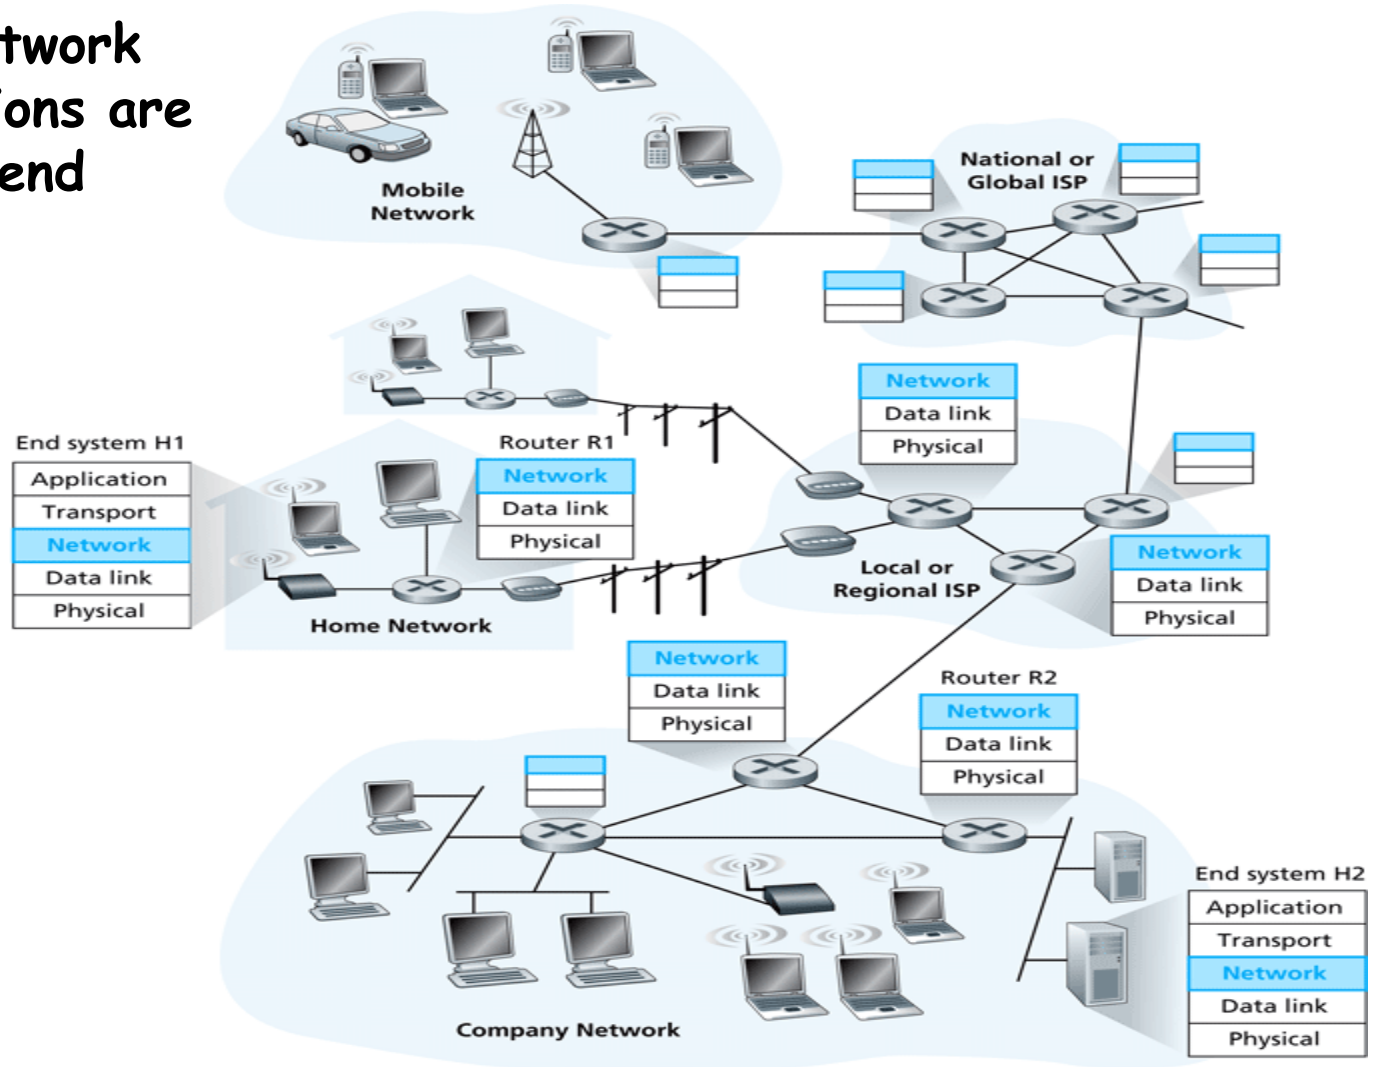 twork
ions are
end
Mobile
Network
National or
Global ISP
Network
Data link
Physical
End system H1
Application
Transport
Network
Data link
Physical
Router R1
Network
Data link
Physical
Home Network
Local or
Regional ISP
Network
Data link
Physical
Network
Data link
Physical
Router R2
Network
Data link
Physical
End system H2
Application
Transport
Network
Data link
Physical
Company Network